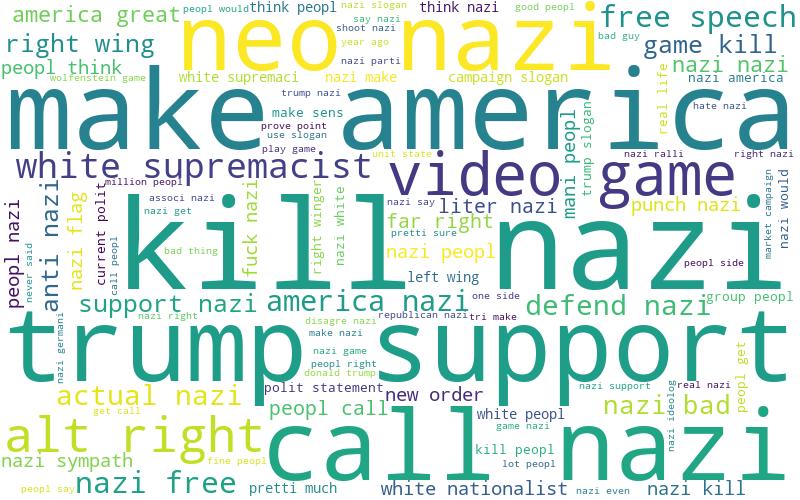 america great
peopl would
think peopl
nazi slogan
say nazi
think nazi
good peopl
free speech
neo nazi
shoot nazi
year ago
bad guy
right wing
game kill
nazi parti
peopl think
wolfenstein game
white supremaci
nazi make
campaign slogan
nazi nazi
nazi america
real life
make america
trump nazi
make sens
prove point
use slogan
play game
hate nazi
mani peopl
trump slogan
white supremacist
unit state
video game
nazi ralli
right nazi
million peopl
current polit
associ nazi
nazi get
kill nazi
fuck nazi
right winger
nazi white
nazi say
liter nazi
far right
pretti sure
punch nazi
market campaign
nazi would
peopl nazi
never said
anti nazi
nazi flag
call peopl
bad thing
nazi peopl
left wing
peopl side
support nazi
america nazi
one side
defend nazi
group peopl
nazi right
republican nazi
tri make
disagre nazi
make nazi
nazi germani
trump support
nazi game
peopl right
donald trump
polit statement
new order
actual nazi
get call
peopl call
white peopl
game nazi
nazi support
real nazi
nazi bad
peopl get
nazi ideolog
alt right
call nazi
kill peopl
lot peopl
nazi sympath
fine peopl
peopl say
nazi free
pretti much
white nationalist
nazi even
nazi kill